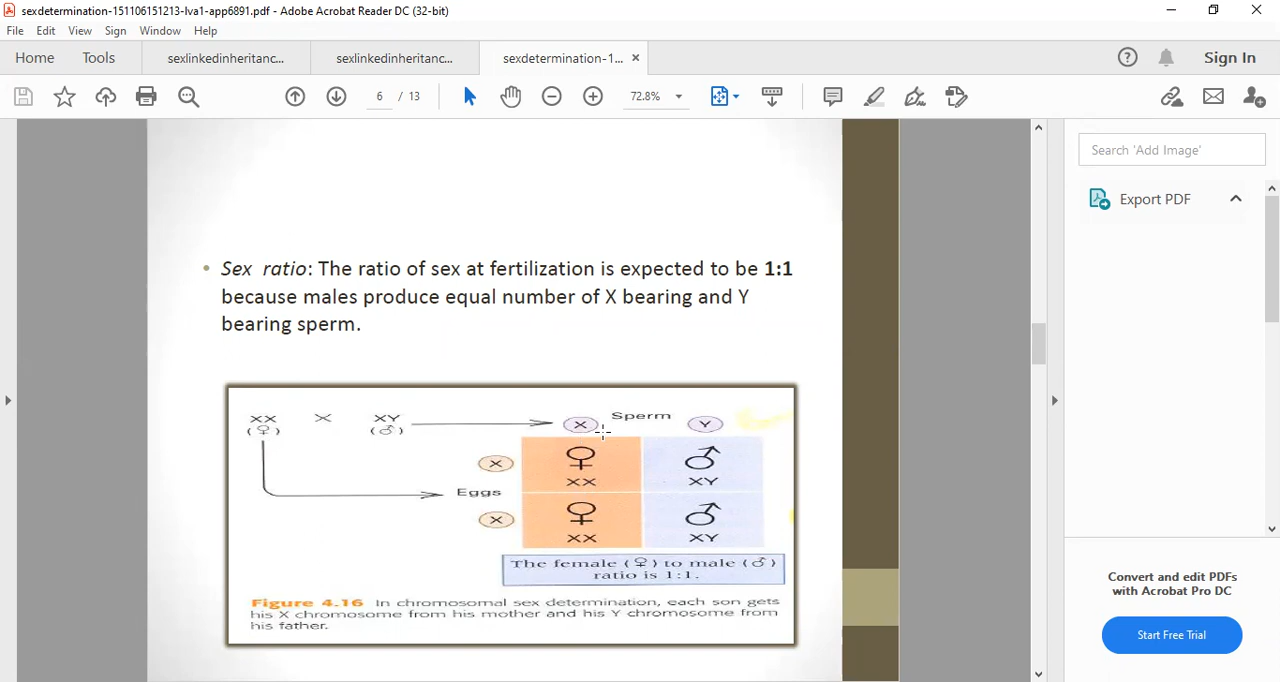 sexdetermination-151106151213-lva1-app6891.pdf - Adobe Acrobat Reader DC (32-bit)
File Edit View Sign Window Help
Home Tools sexlinkedinheritanc... sexlinkedinheritanc... sexdetermination-1... × Sign In
6 / 13 72.8%
Search 'Add Image'
Export PDF
• Sex ratio: The ratio of sex at fertilization is expected to be 1:1
because males produce equal number of X bearing and Y
bearing sperm.
XX × XY X Sperm Y
(♀) (♂)
X ♀ ♂
XX XY
Eggs
X ♀ ♂
XX XY
The female (♀) to male (♂)
ratio is 1:1.
Figure 4.16 In chromosomal sex determination, each son gets
his X chromosome from his mother and his Y chromosome from
his father.
Convert and edit PDFs
with Acrobat Pro DC
Start Free Trial